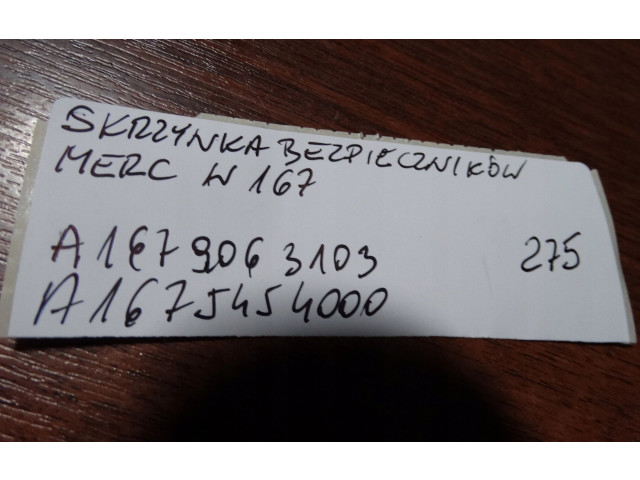 SKRZYNKA BEZPIECZNIKÓW
MERC W 167
A 167 906 3103 275
A 167 545 4000